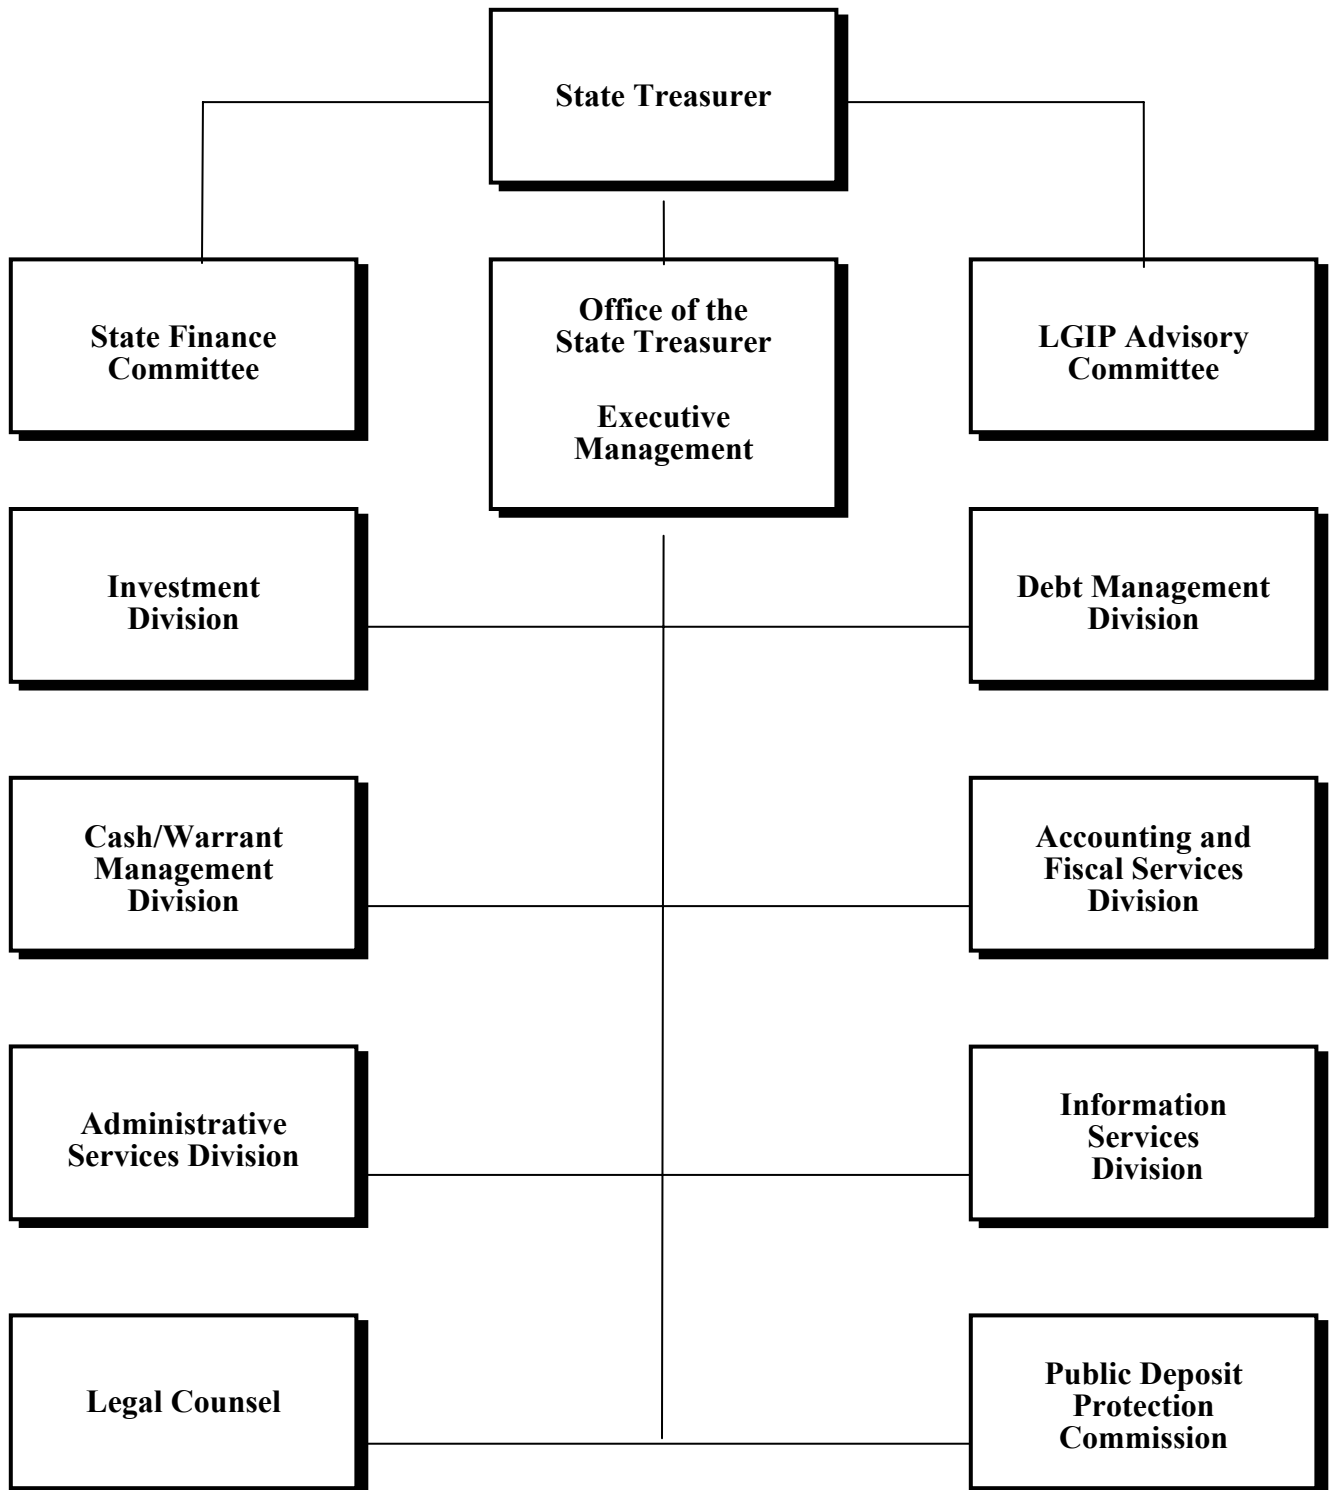 State Treasurer
State Finance
Committee
Office of the
State Treasurer
Executive
Management
LGIP Advisory
Committee
Investment
Division
Debt Management
Division
Cash/Warrant
Management
Division
Accounting and
Fiscal Services
Division
Administrative
Services Division
Information
Services
Division
Legal Counsel
Public Deposit
Protection
Commission